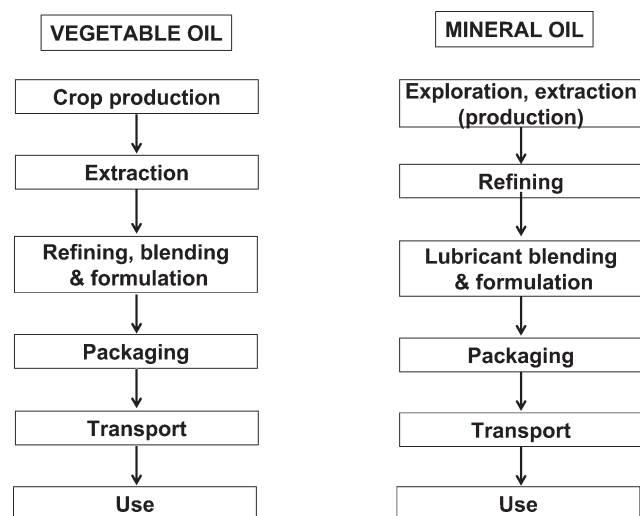 VEGETABLE OIL
Crop production
Extraction
Refining, blending
& formulation
Packaging
Transport
Use
MINERAL OIL
Exploration, extraction
(production)
Refining
Lubricant blending
& formulation
Packaging
Transport
Use